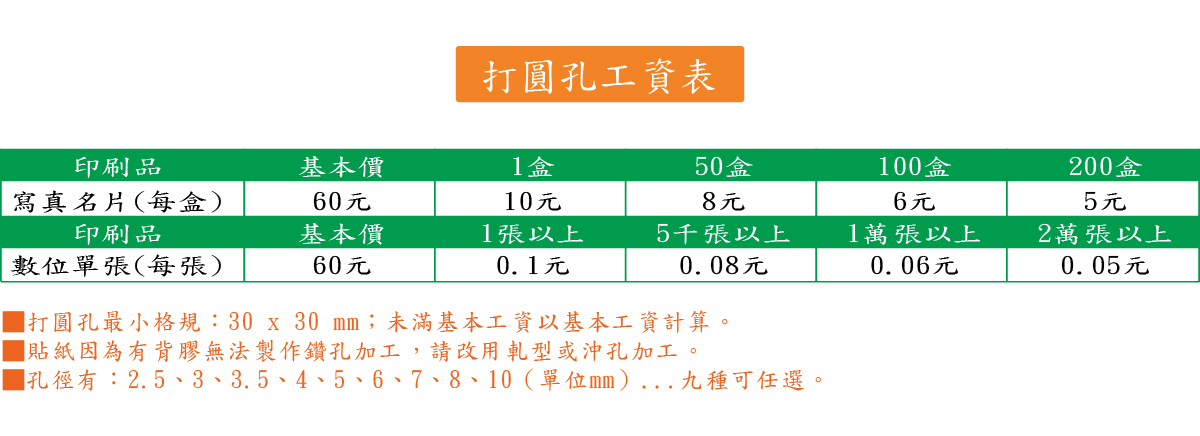 打圓孔工資表
印刷品 基本價 1盒 50盒 100盒 200盒
寫真名片(每盒) 60元 10元 8元 6元 5元
印刷品 基本價 1張以上 5千張以上 1萬張以上 2萬張以上
數位單張(每張) 60元 0.1元 0.08元 0.06元 0.05元
■打圓孔最小格規：30 x 30 mm；未滿基本工資以基本工資計算。
■貼紙因為有背膠無法製作鑽孔加工，請改用軋型或沖孔加工。
■孔徑有：2.5、3、3.5、4、5、6、7、8、10（單位mm）...九種可任選。